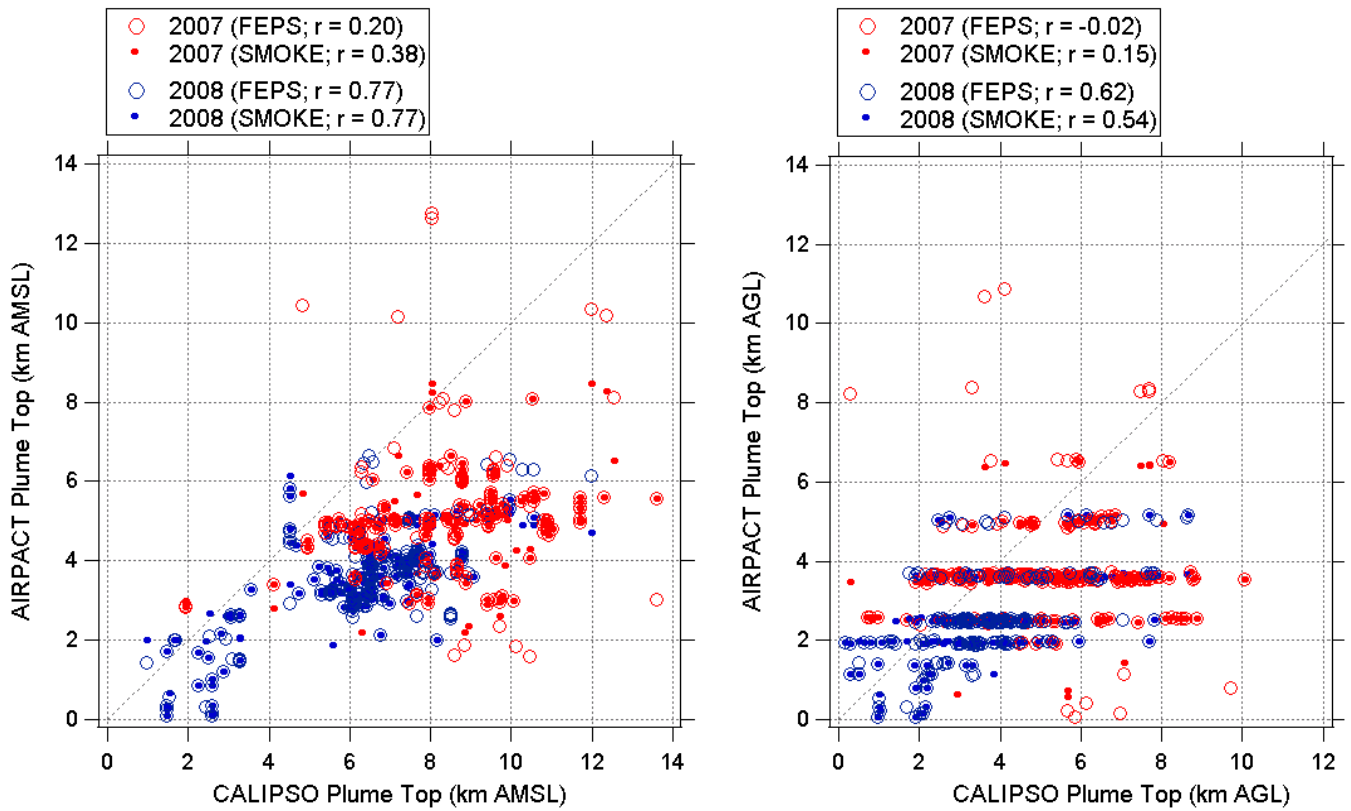 2007 (FEPS; r = 0.20)
2007 (SMOKE; r = 0.38)
2008 (FEPS; r = 0.77)
2008 (SMOKE; r = 0.77)
14
12
10
8
6
4
2
0
AIRPACT Plume Top (km AMSL)
0 2 4 6 8 10 12 14
CALIPSO Plume Top (km AMSL)
2007 (FEPS; r = -0.02)
2007 (SMOKE; r = 0.15)
2008 (FEPS; r = 0.62)
2008 (SMOKE; r = 0.54)
14
12
10
8
6
4
2
0
AIRPACT Plume Top (km AGL)
0 2 4 6 8 10 12
CALIPSO Plume Top (km AGL)